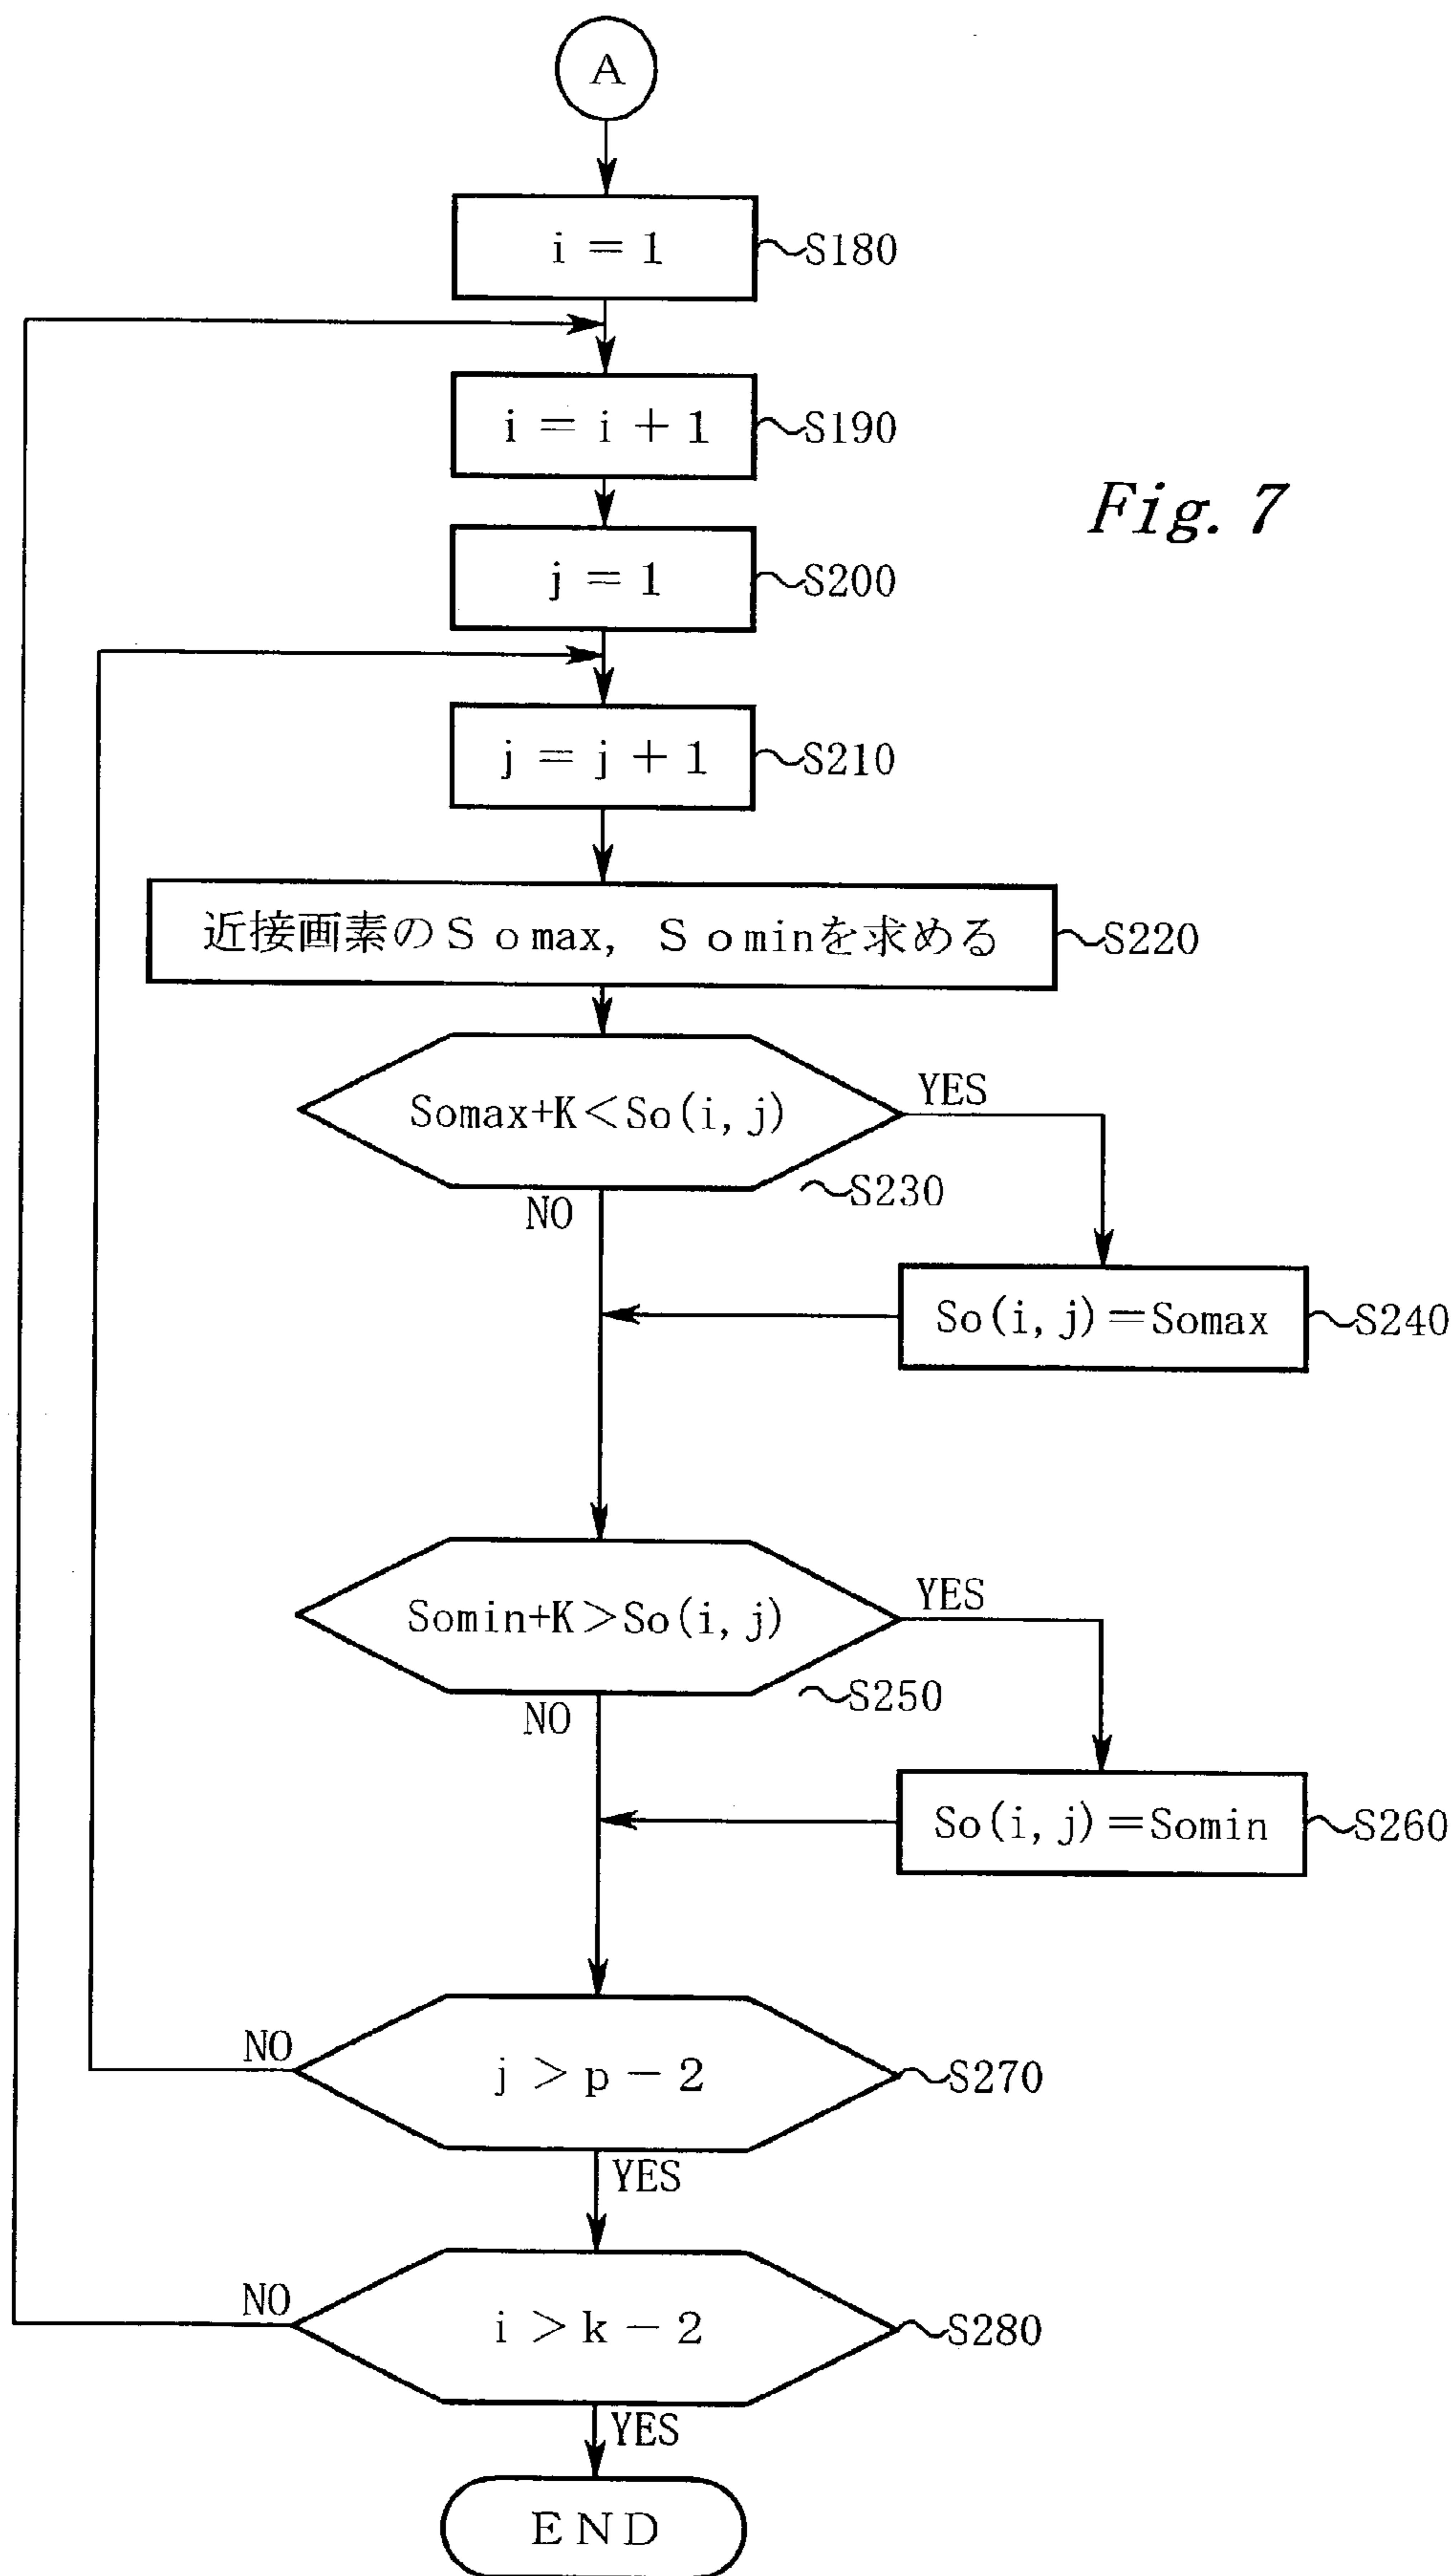 A
i = 1
S180
i = i + 1
S190
Fig. 7
j = 1
S200
j = j + 1
S210
近接画素のＳｏmax, Ｓｏminを求める
S220
Somax+K＜So(i, j)
YES
S230
NO
So(i, j)＝Somax
S240
Somin+K＞So(i, j)
YES
S250
NO
So(i, j)＝Somin
S260
NO
j ＞ p － 2
S270
YES
NO
i ＞ k － 2
S280
YES
END